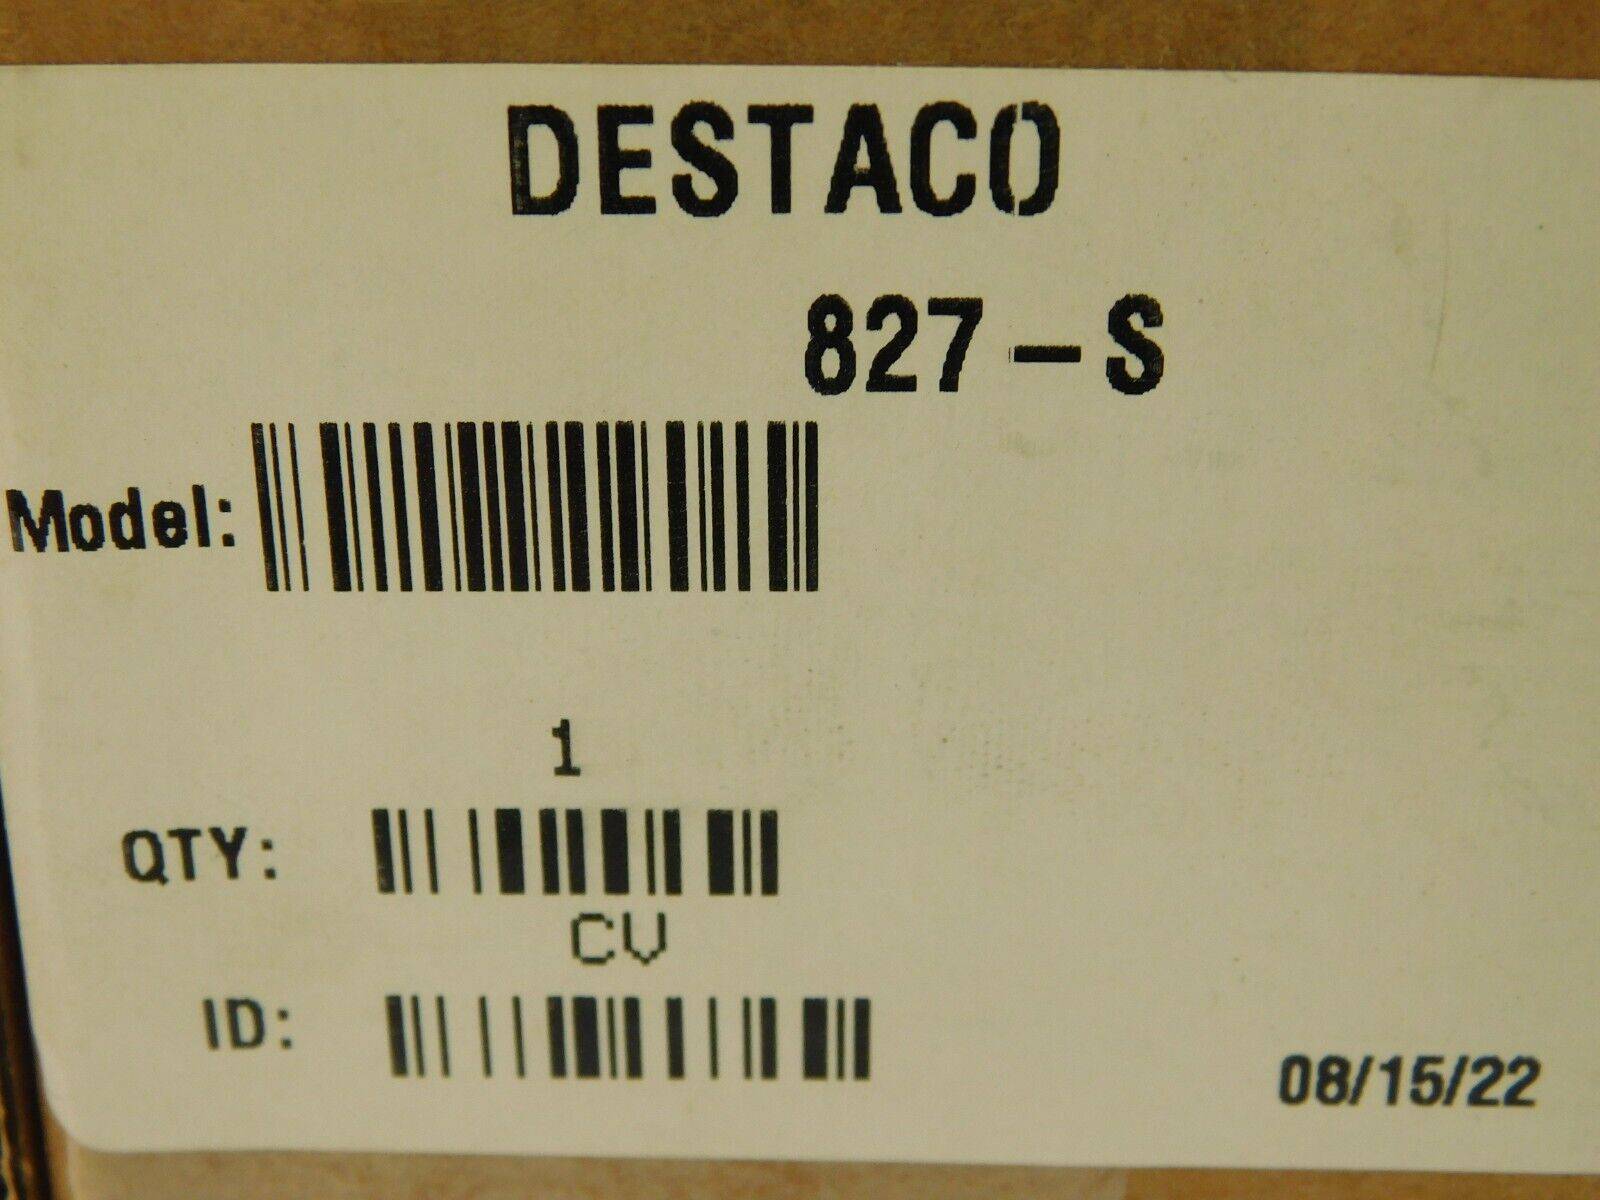 DESTACO
827-S
Model:
1
QTY:
CV
ID:
08/15/22